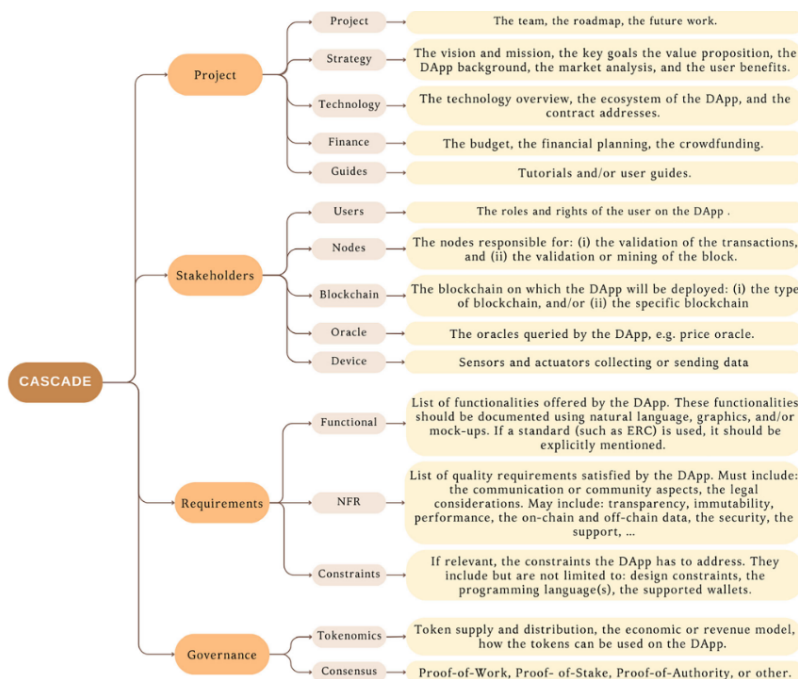 Project
The team, the roadmap, the future work.
Strategy
The vision and mission, the key goals the value proposition, the
DApp background, the market analysis, and the user benefits.
Project
Technology
The technology overview, the ecosystem of the DApp, and the
contract addresses.
Finance
The budget, the financial planning, the crowdfunding.
Guides
Tutorials and/or user guides.
Users
The roles and rights of the user on the DApp .
Nodes
The nodes responsible for: (i) the validation of the transactions,
and (ii) the validation or mining of the block.
Stakeholders
Blockchain
The blockchain on which the DApp will be deployed: (i) the type
of blockchain, and/or (ii) the specific blockchain
Oracle
The oracles queried by the DApp, e.g. price oracle.
Device
Sensors and actuators collecting or sending data
CASCADE
Functional
List of functionalities offered by the DApp. These functionalities
should be documented using natural language, graphics, and/or
mock-ups. If a standard (such as ERC) is used, it should be
explicitly mentioned.
Requirements
NFR
List of quality requirements satisfied by the DApp. Must include:
the communication or community aspects, the legal
considerations. May include: transparency, immutability,
performance, the on-chain and off-chain data, the security, the
support, ...
Constraints
If relevant, the constraints the DApp has to address. They
include but are not limited to: design constraints, the
programming language(s), the supported wallets.
Governance
Tokenomics
Token supply and distribution, the economic or revenue model,
how the tokens can be used on the DApp.
Consensus
Proof-of-Work, Proof- of-Stake, Proof-of-Authority, or other.